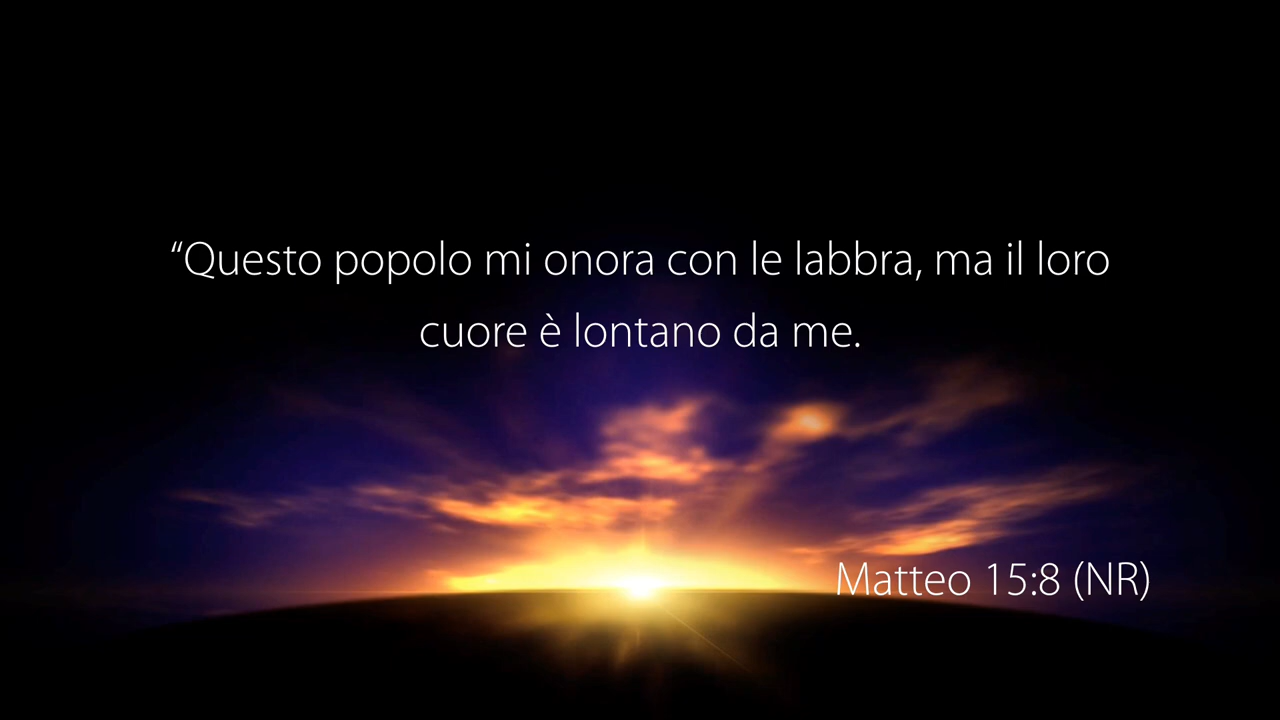 “Questo popolo mi onora con le labbra, ma il loro
cuore è lontano da me.
Matteo 15:8 (NR)